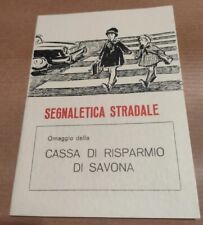 SEGNALETICA STRADALE
Omaggio della
CASSA DI RISPARMIO
DI SAVONA